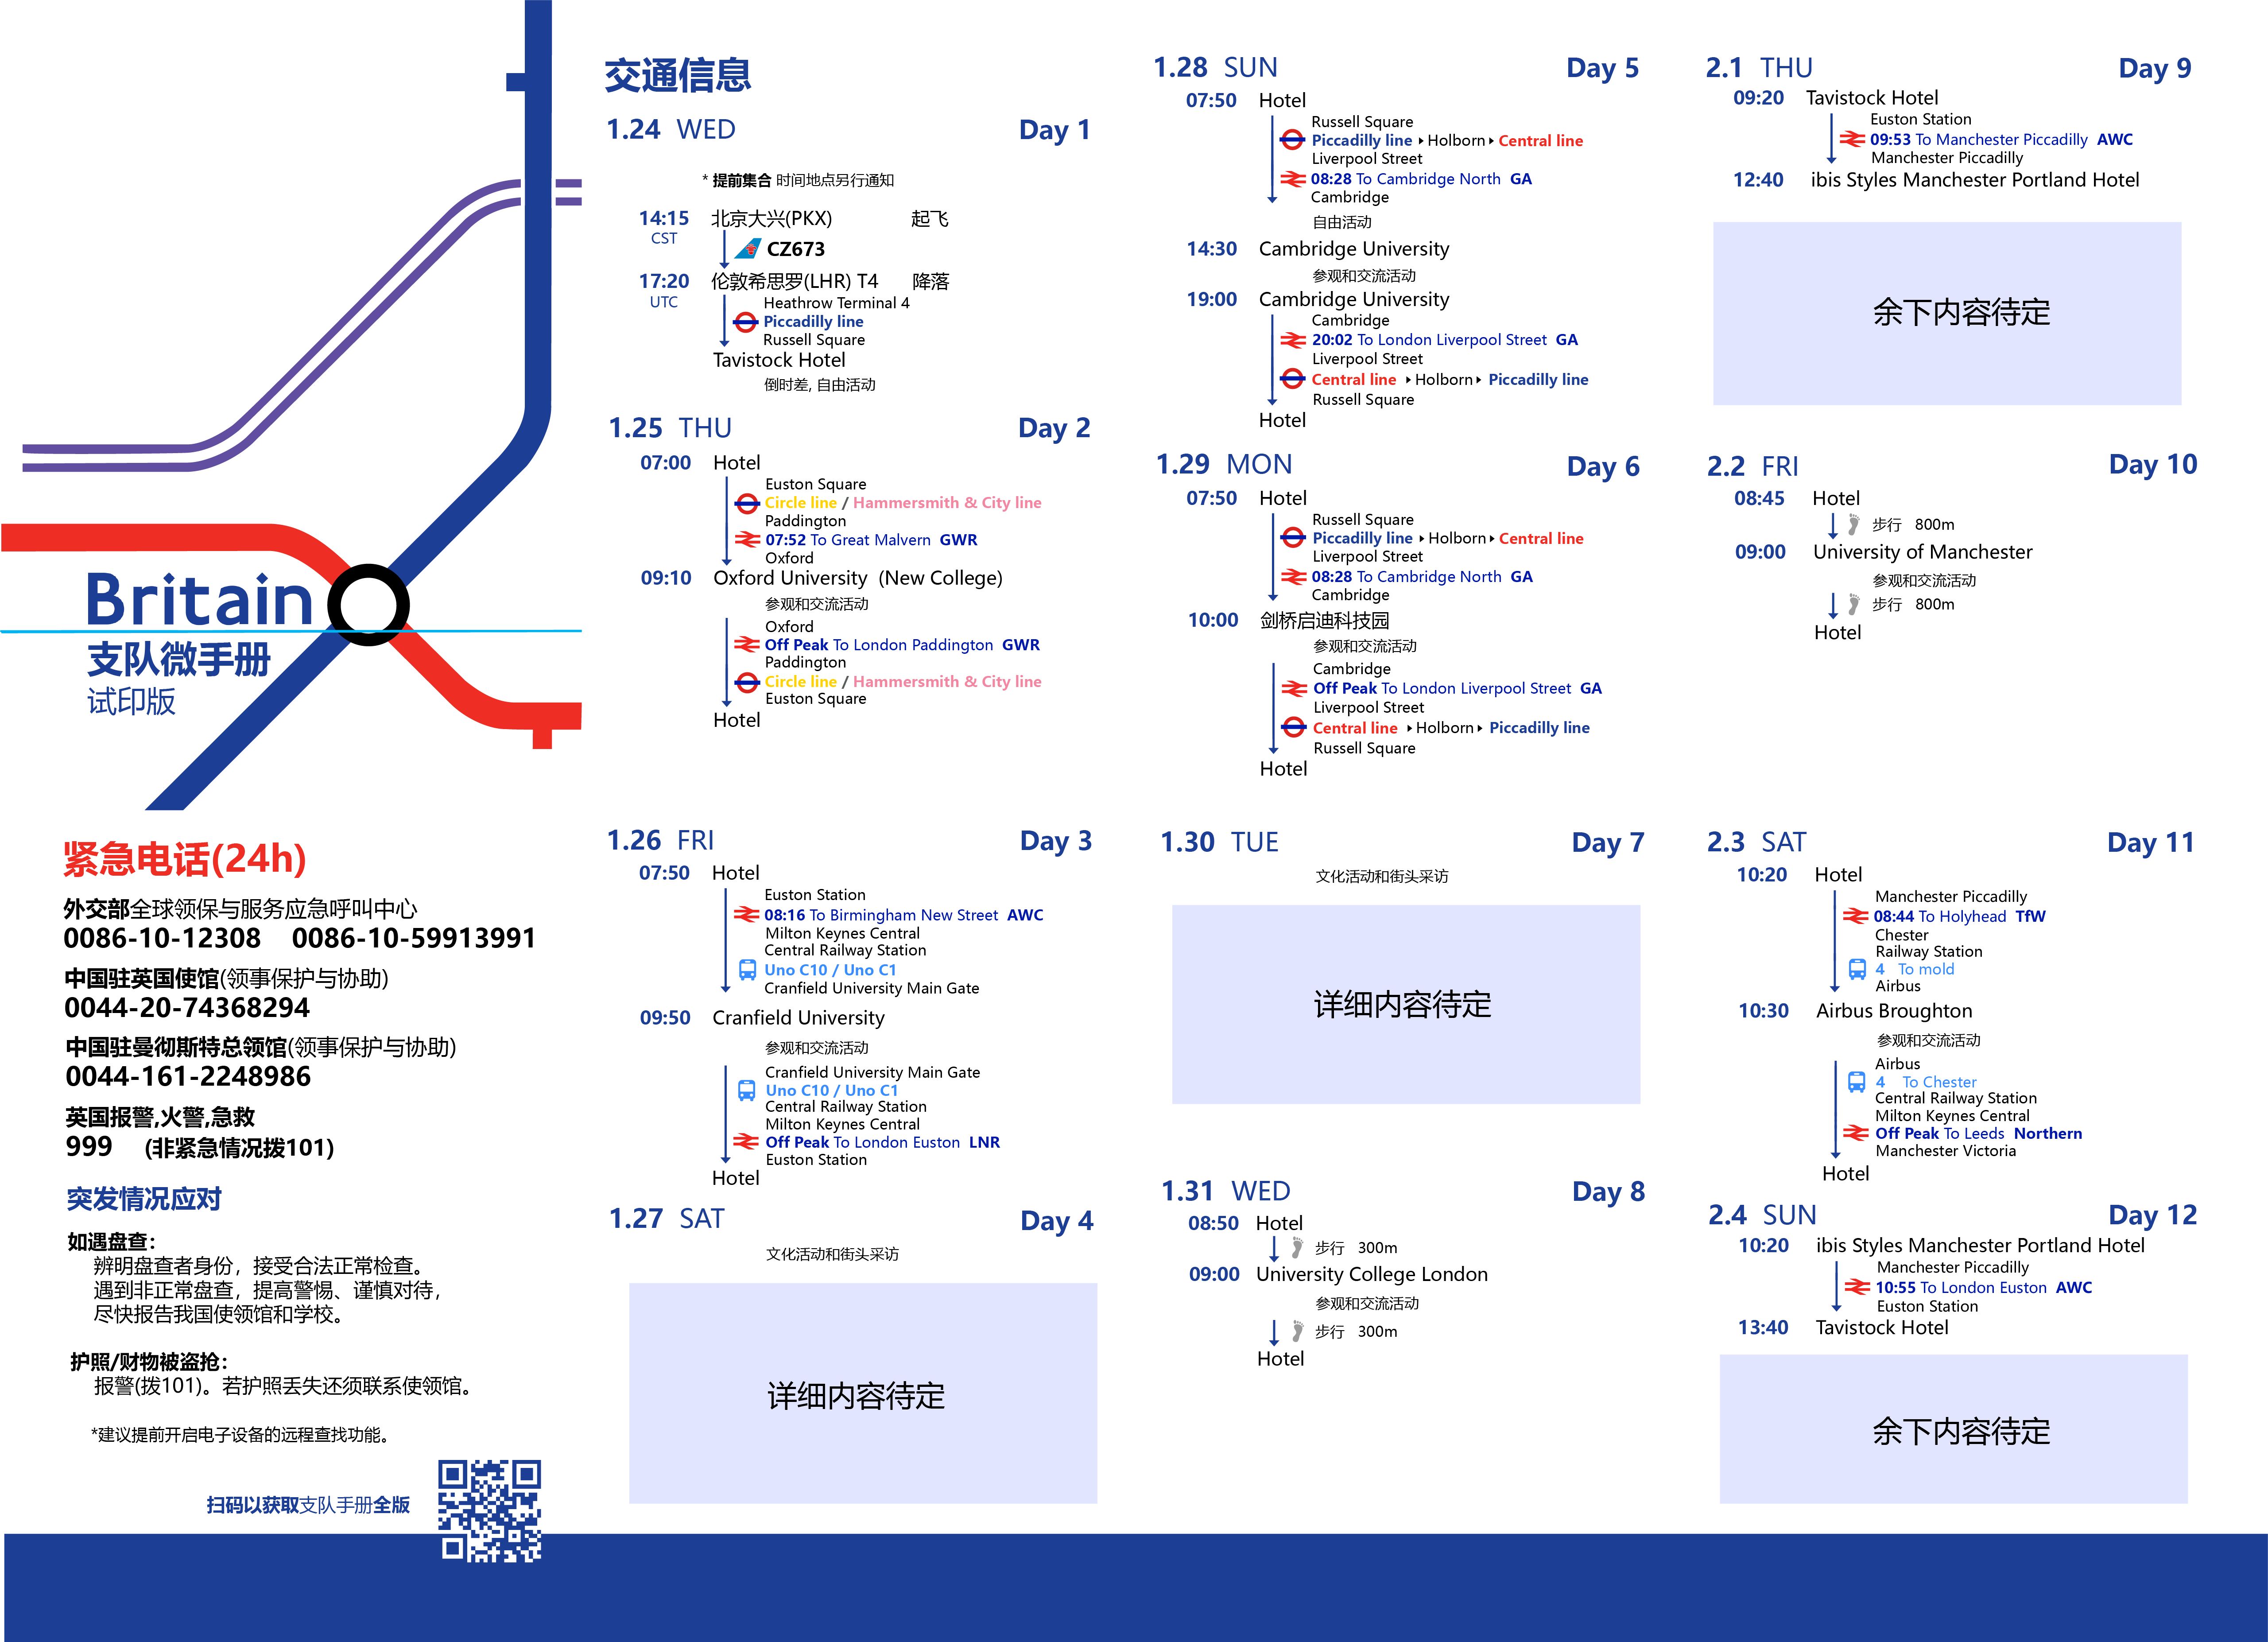 Britain
支队微手册
试印版
紧急电话(24h)
外交部全球领保与服务应急呼叫中心
0086-10-12308 0086-10-59913991
中国驻英国使馆(领事保护与协助)
0044-20-74368294
中国驻曼彻斯特总领馆(领事保护与协助)
0044-161-2248986
英国报警,火警,急救
999 (非紧急情况拨101)
突发情况应对
如遇盘查：
辨明盘查者身份，接受合法正常检查。
遇到非正常盘查，提高警惕、谨慎对待，
尽快报告我国使领馆和学校。
护照/财物被盗抢：
报警(拨101)。若护照丢失还须联系使领馆。
*建议提前开启电子设备的远程查找功能。
扫码以获取支队手册全版
交通信息
1.24 WED Day 1
* 提前集合 时间地点另行通知
14:15 北京大兴(PKX) 起飞
CST
CZ673
17:20 伦敦希思罗(LHR) T4 降落
UTC
Heathrow Terminal 4
Piccadilly line
Russell Square
Tavistock Hotel
倒时差, 自由活动
1.25 THU Day 2
07:00 Hotel
Euston Square
Circle line / Hammersmith & City line
Paddington
07:52 To Great Malvern GWR
Oxford
09:10 Oxford University (New College)
参观和交流活动
Oxford
Off Peak To London Paddington GWR
Paddington
Circle line / Hammersmith & City line
Euston Square
Hotel
1.26 FRI Day 3
07:50 Hotel
Euston Station
08:16 To Birmingham New Street AWC
Milton Keynes Central
Central Railway Station
Uno C10 / Uno C1
Cranfield University Main Gate
09:50 Cranfield University
参观和交流活动
Cranfield University Main Gate
Uno C10 / Uno C1
Central Railway Station
Milton Keynes Central
Off Peak To London Euston LNR
Euston Station
Hotel
1.27 SAT Day 4
文化活动和街头采访
详细内容待定
1.28 SUN Day 5
07:50 Hotel
Russell Square
Piccadilly line Holborn Central line
Liverpool Street
08:28 To Cambridge North GA
Cambridge
自由活动
14:30 Cambridge University
参观和交流活动
19:00 Cambridge University
Cambridge
20:02 To London Liverpool Street GA
Liverpool Street
Central line Holborn Piccadilly line
Russell Square
Hotel
1.29 MON Day 6
07:50 Hotel
Russell Square
Piccadilly line Holborn Central line
Liverpool Street
08:28 To Cambridge North GA
Cambridge
10:00 剑桥启迪科技园
参观和交流活动
Cambridge
Off Peak To London Liverpool Street GA
Liverpool Street
Central line Holborn Piccadilly line
Russell Square
Hotel
1.30 TUE Day 7
文化活动和街头采访
详细内容待定
1.31 WED Day 8
08:50 Hotel
步行 300m
09:00 University College London
参观和交流活动
步行 300m
Hotel
2.1 THU Day 9
09:20 Tavistock Hotel
Euston Station
09:53 To Manchester Piccadilly AWC
Manchester Piccadilly
12:40 ibis Styles Manchester Portland Hotel
余下内容待定
2.2 FRI Day 10
08:45 Hotel
步行 800m
09:00 University of Manchester
参观和交流活动
步行 800m
Hotel
2.3 SAT Day 11
10:20 Hotel
Manchester Piccadilly
08:44 To Holyhead TfW
Chester
Railway Station
4 To mold
Airbus
10:30 Airbus Broughton
参观和交流活动
Airbus
4 To Chester
Central Railway Station
Milton Keynes Central
Off Peak To Leeds Northern
Manchester Victoria
Hotel
2.4 SUN Day 12
10:20 ibis Styles Manchester Portland Hotel
Manchester Piccadilly
10:55 To London Euston AWC
Euston Station
13:40 Tavistock Hotel
余下内容待定